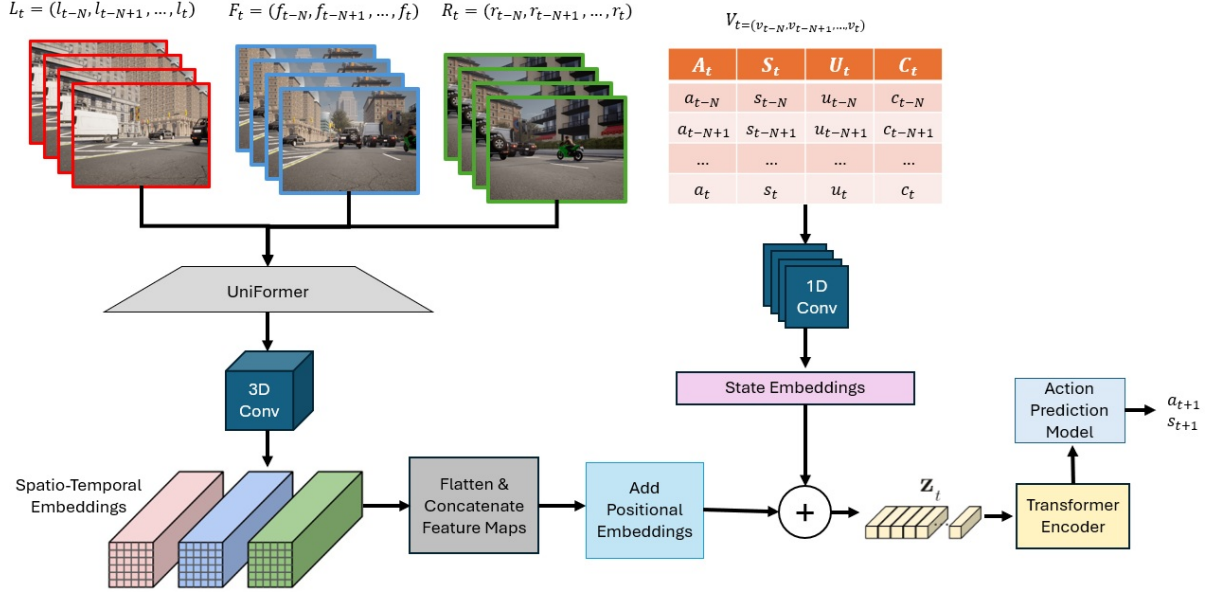 L_t = (l_{t−N}, l_{t−N+1}, ..., l_t)
F_t = (f_{t−N}, f_{t−N+1}, ..., f_t)
R_t = (r_{t−N}, r_{t−N+1}, ..., r_t)
V_{t=(v_{t−N},v_{t−N+1},...,v_t)}
A_t S_t U_t C_t
a_{t−N} s_{t−N} u_{t−N} c_{t−N}
a_{t−N+1} s_{t−N+1} u_{t−N+1} c_{t−N+1}
... ... ... ...
a_t s_t u_t c_t
UniFormer
1D
Conv
3D
Conv
State Embeddings
Action
Prediction
Model
a_{t+1}
s_{t+1}
Spatio-Temporal
Embeddings
Flatten &
Concatenate
Feature Maps
Add
Positional
Embeddings
+
Z_t
...
Transformer
Encoder